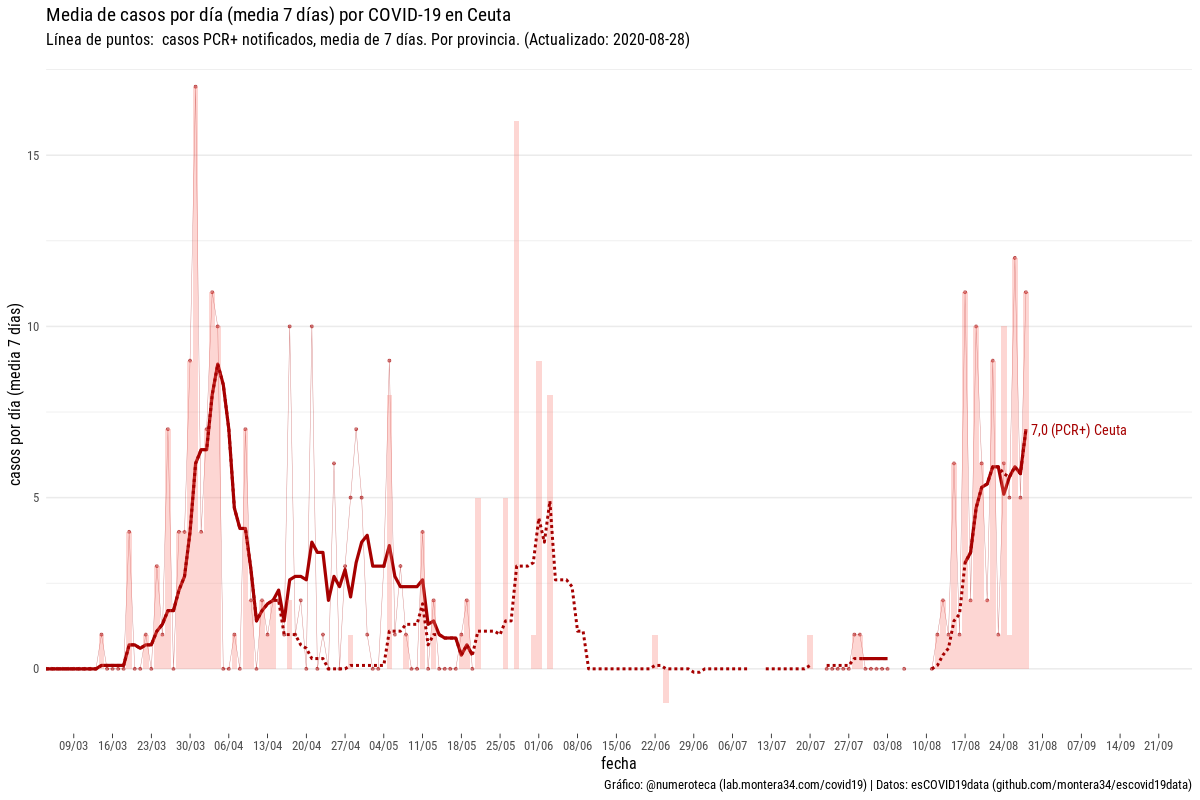 Media de casos por día (media 7 días) por COVID-19 en Ceuta
Línea de puntos:  casos PCR+ notificados, media de 7 días. Por provincia. (Actualizado: 2020-08-28)
casos por día (media 7 días)
15
10
5
0
7,0 (PCR+) Ceuta
09/03 16/03 23/03 30/03 06/04 13/04 20/04 27/04 04/05 11/05 18/05 25/05 01/06 08/06 15/06 22/06 29/06 06/07 13/07 20/07 27/07 03/08 10/08 17/08 24/08 31/08 07/09 14/09 21/09
fecha
Gráfico: @numeroteca (lab.montera34.com/covid19) | Datos: esCOVID19data (github.com/montera34/escovid19data)